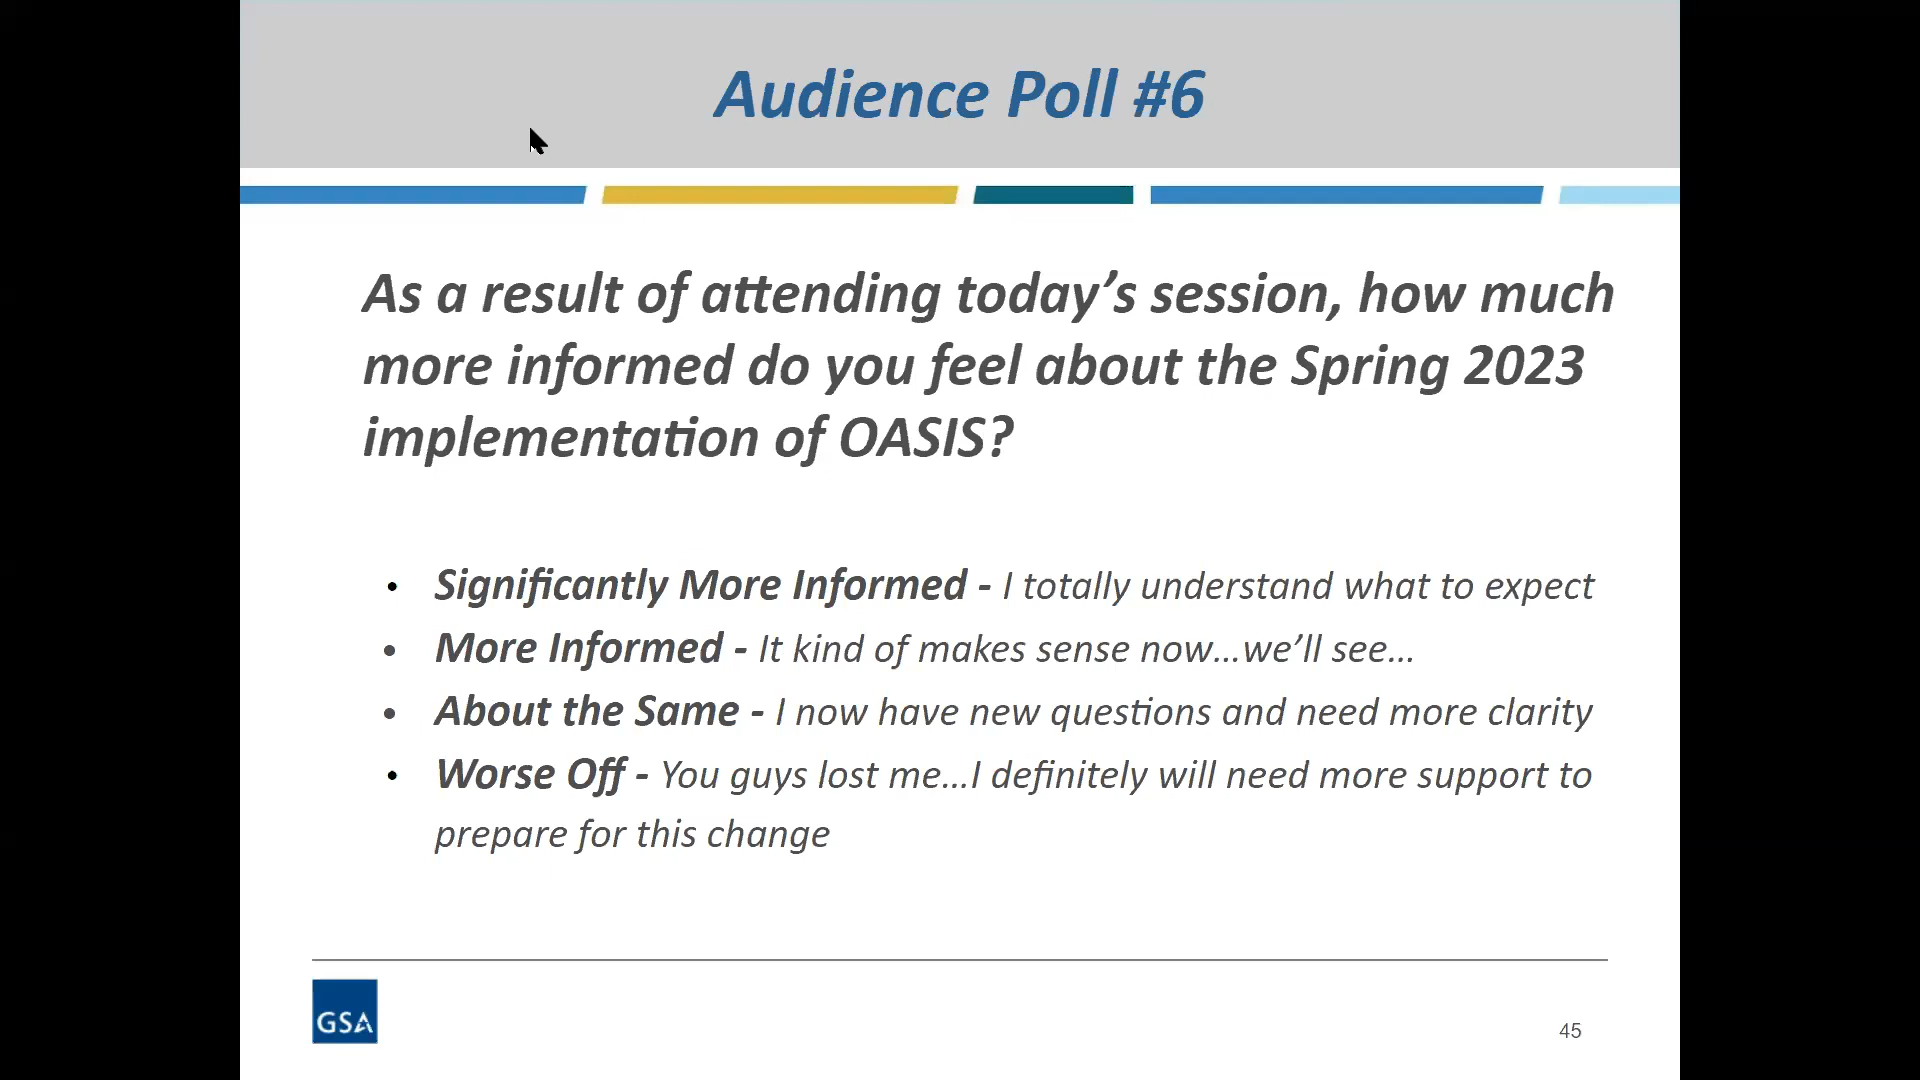 Audience Poll #6
As a result of attending today’s session, how much
more informed do you feel about the Spring 2023
implementation of OASIS?
• Significantly More Informed - I totally understand what to expect
• More Informed - It kind of makes sense now…we’ll see…
• About the Same - I now have new questions and need more clarity
• Worse Off - You guys lost me…I definitely will need more support to
prepare for this change
GSA
45